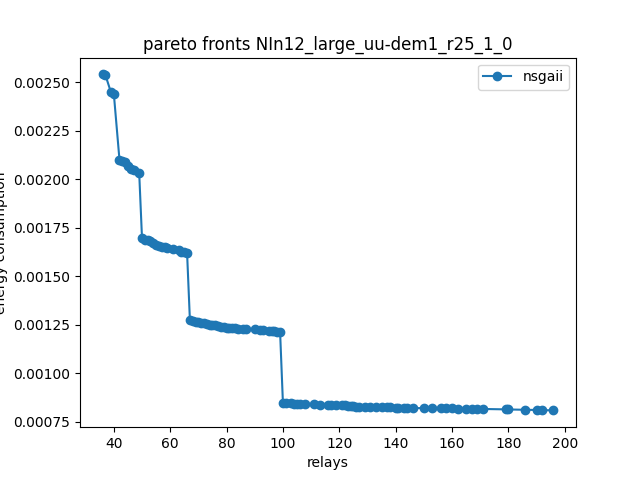 pareto fronts NIn12_large_uu-dem1_r25_1_0
nsgaii
0.00250
0.00225
0.00200
0.00175
0.00150
0.00125
0.00100
0.00075
energy consumption
40 60 80 100 120 140 160 180 200
relays